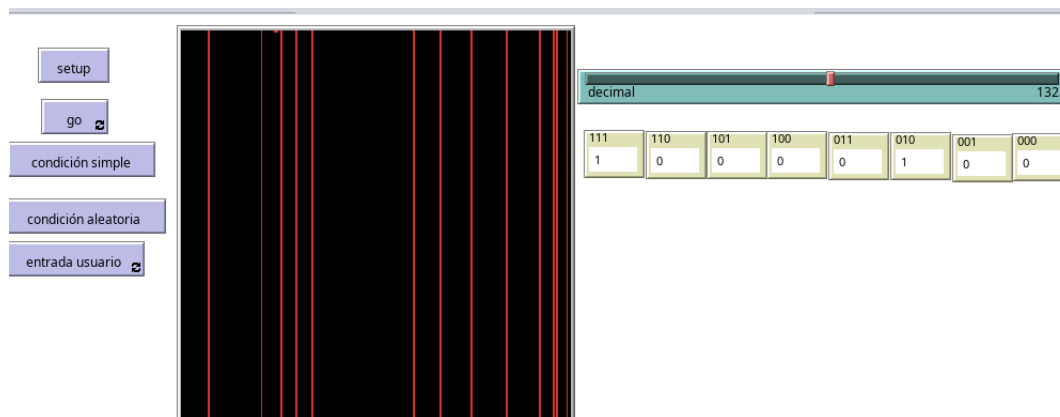 setup
go
condición simple
condición aleatoria
entrada usuario
decimal 132
111 110 101 100 011 010 001 000
1 0 0 0 0 1 0 0